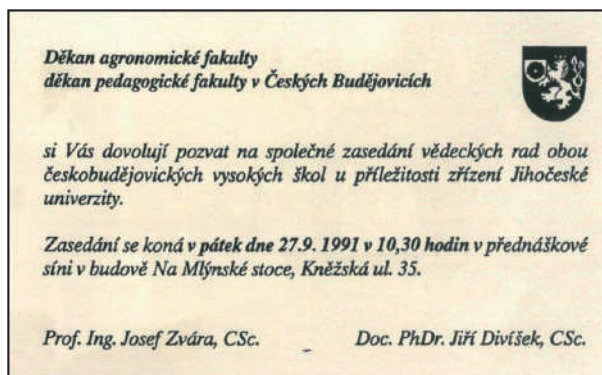 Děkan agronomické fakulty
děkan pedagogické fakulty v Českých Budějovicích
si Vás dovolují pozvat na společné zasedání vědeckých rad obou
českobudějovických vysokých škol u příležitosti zřízení Jihočeské
univerzity.
Zasedání se koná v pátek dne 27.9. 1991 v 10,30 hodin v přednáškové
síni v budově Na Mlýnské stoce, Kněžská ul. 35.
Prof. Ing. Josef Zvára, CSc. Doc. PhDr. Jiří Divíšek, CSc.